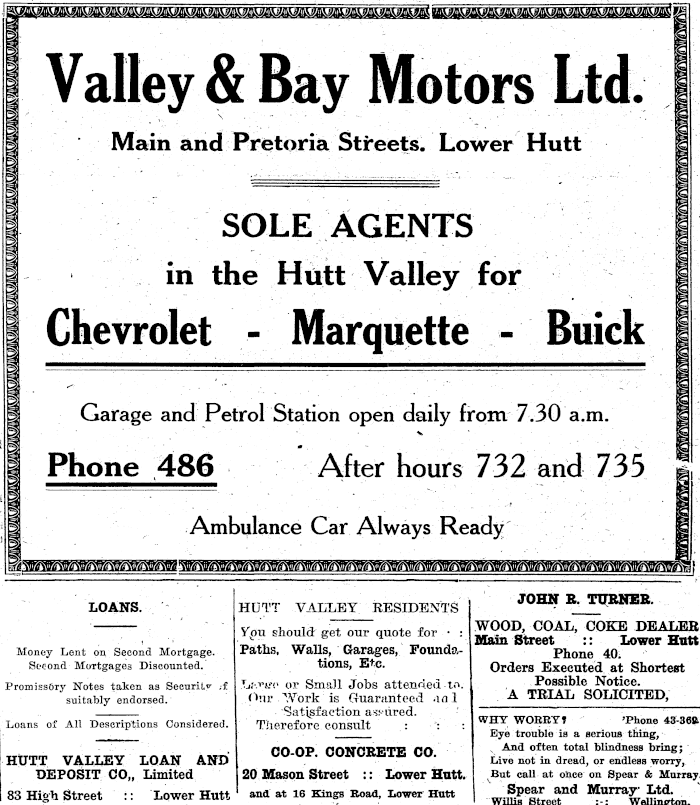 Valley & Bay Motors Ltd.
Main and Pretoria Streets. Lower Hutt
SOLE AGENTS
in the Hutt Valley for
Chevrolet - Marquette - Buick
Garage and Petrol Station open daily from 7.30 a.m.
Phone 486 After hours 732 and 735
Ambulance Car Always Ready
LOANS.
Money Lent on Second Mortgage.
Second Mortgages Discounted.
Promissory Notes taken as Security if
suitably endorsed.
Loans of All Descriptions Considered.
HUTT VALLEY LOAN AND
DEPOSIT CO,, Limited
83 High Street :: Lower Hutt
HUTT VALLEY RESIDENTS
You should get our quote for · :
Paths, Walls, Garages, Founda-
tions, Etc.
Large or Small Jobs attended to.
Our Work is Guaranteed and
Satisfaction assured.
Therefore consult : : :
CO-OP. CONCRETE CO.
20 Mason Street :: Lower Hutt.
and at 16 Kings Road, Lower Hutt
JOHN R. TURNER.
WOOD, COAL, COKE DEALER
Main Street :: Lower Hutt
Phone 40.
Orders Executed at Shortest
Possible Notice.
A TRIAL SOLICITED,
WHY WORRY? 'Phone 43-362
Eye trouble is a serious thing,
And often total blindness bring;
Live not in dread, or endless worry,
But call at once on Spear & Murray
Spear and Murray Ltd.
Willis Street :-: Wellington